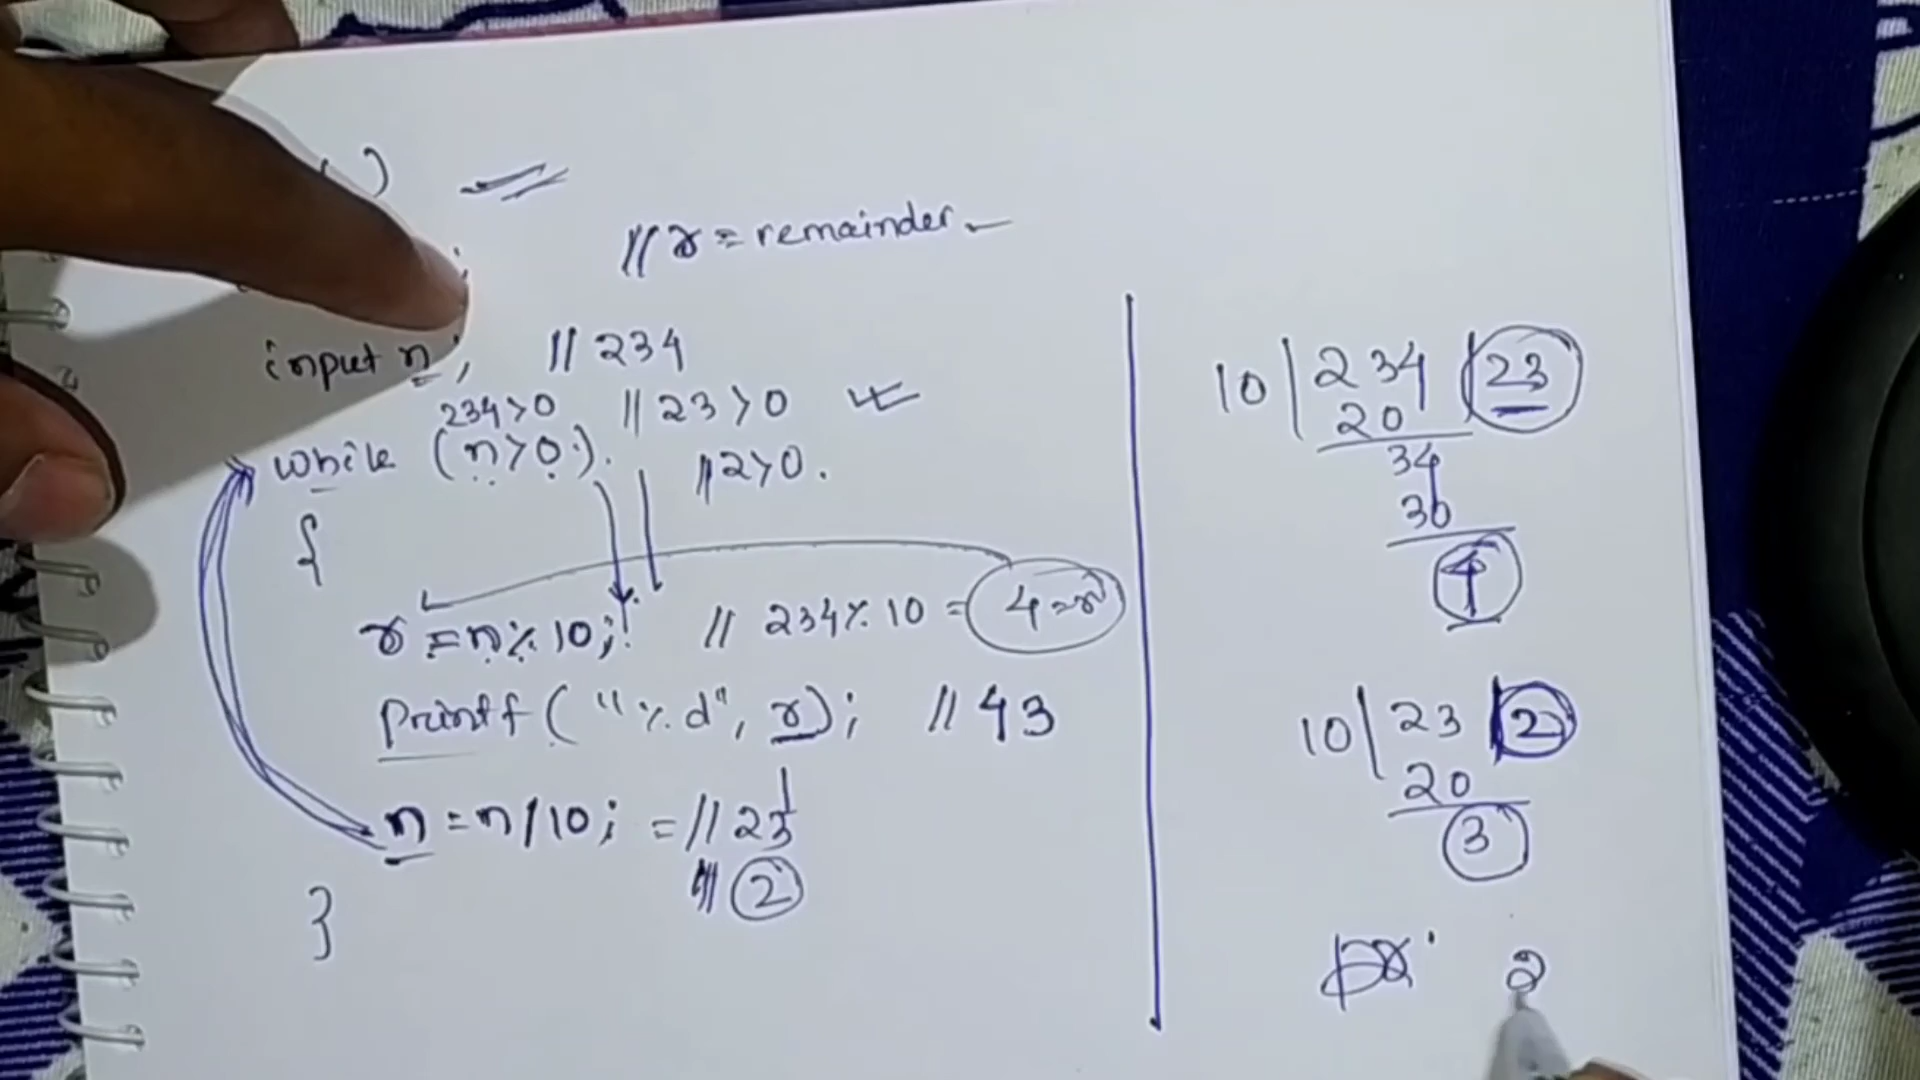 )
;
// r = remainder
input n ; // 234
234>0 // 23>0
while (n>0). // 2>0.
{
r = n % 10; // 234 % 10 = 4 = r
printf ( "%d", r ); // 43
n = n/10; = // 23
// 2
}
10 | 234 | 23
20
34
30
4
10 | 23 | 2
20
3
2